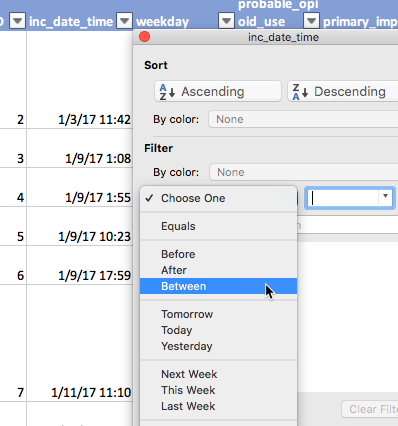 probable_opi
inc_date_time weekday oid_use primary_imp
inc_date_time
Sort
Ascending Descending
By color: None
2 1/3/17 11:42
Filter
3 1/9/17 1:08
By color: None
4 1/9/17 1:55
✓ Choose One
Equals
5 1/9/17 10:23
Before
After
6 1/9/17 17:59
Between
Tomorrow
Today
Yesterday
Next Week
7 1/11/17 11:10
This Week
Last Week
Clear Filte